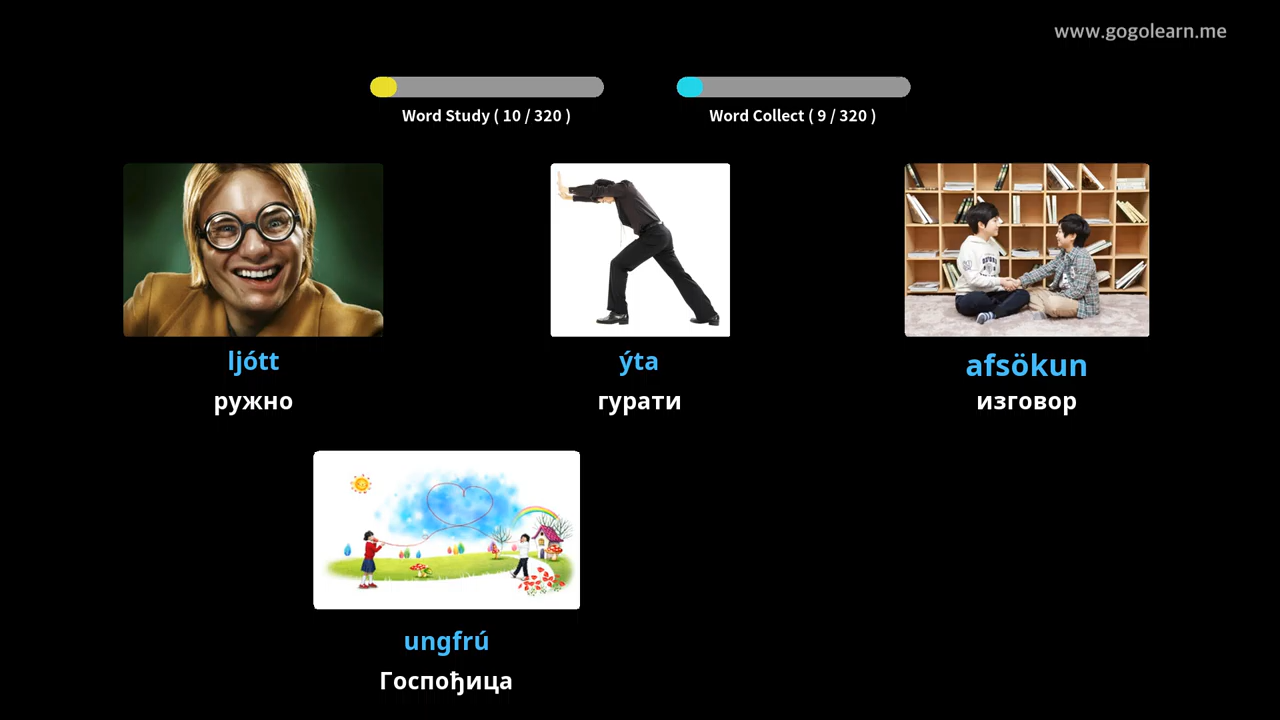 www.gogolearn.me
Word Study ( 10 / 320 )
Word Collect ( 9 / 320 )
ljótt
ружно
ýta
гурати
afsökun
изговор
ungfrú
Госпођица